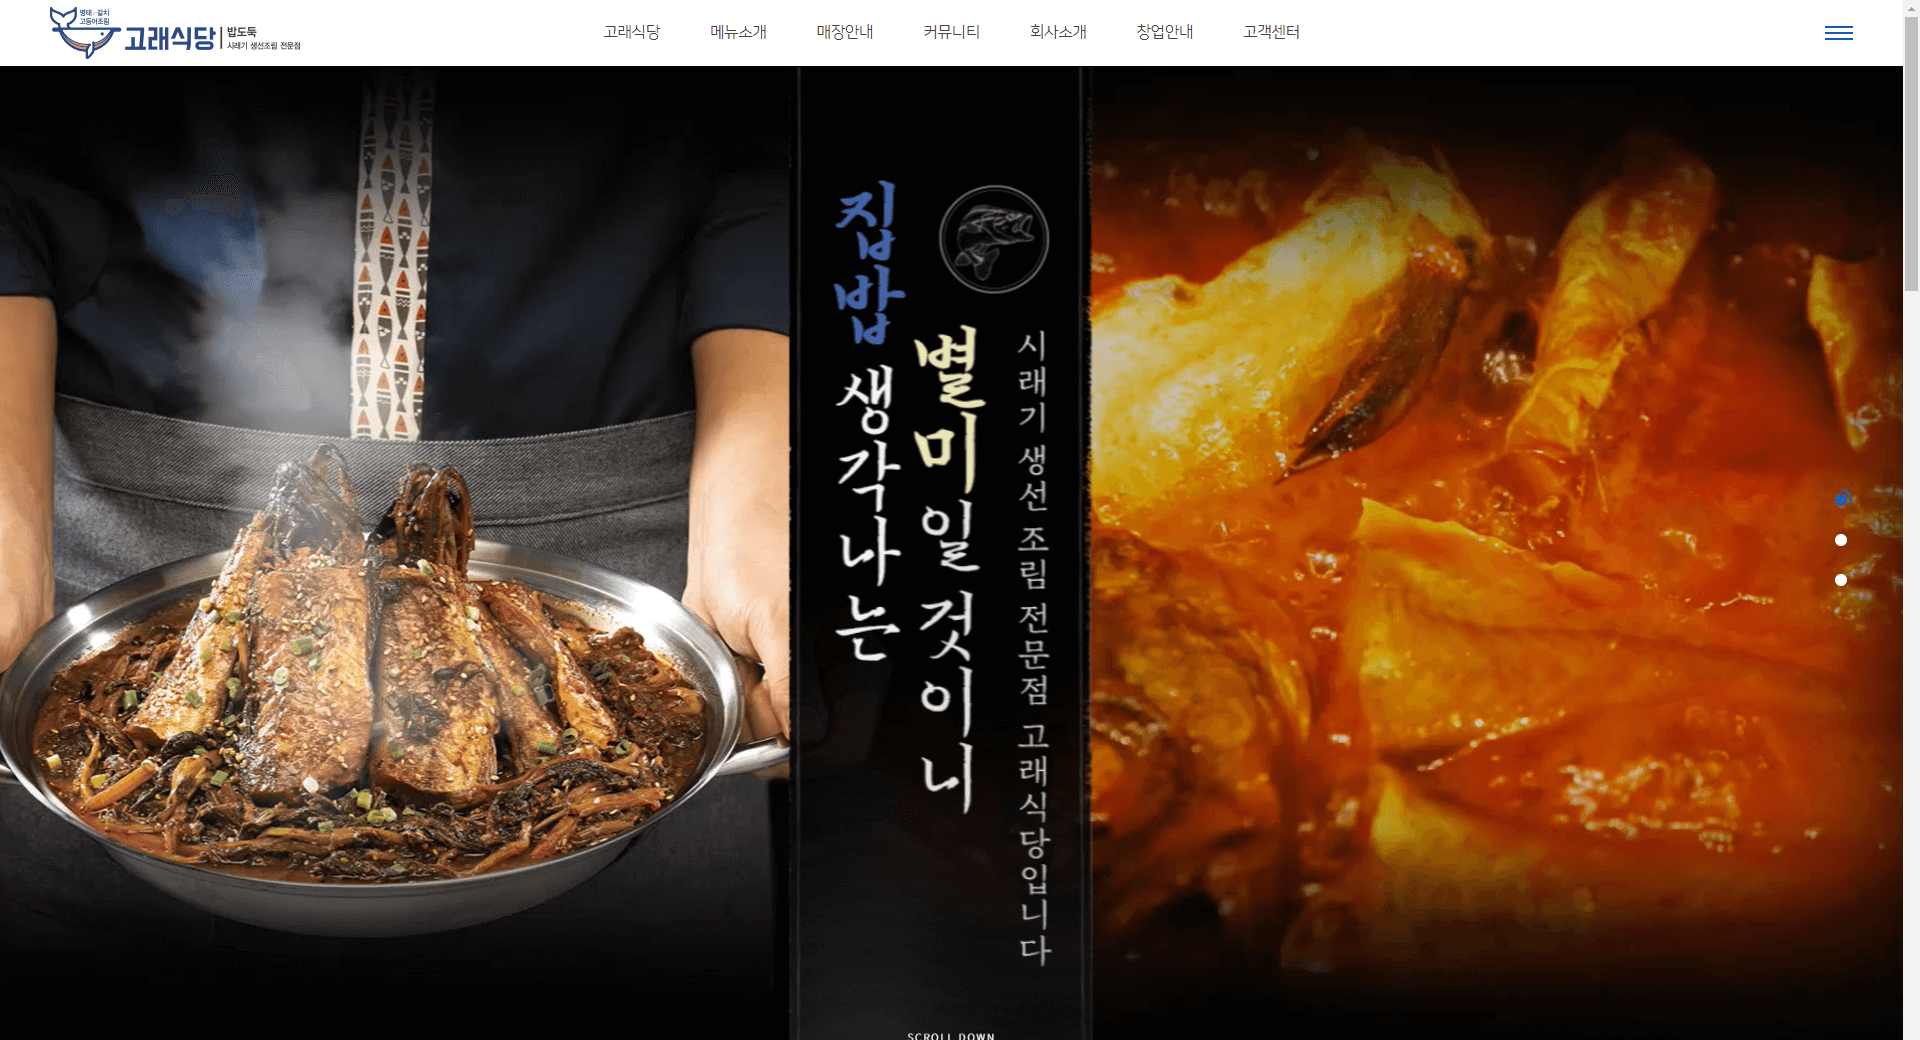 명태 / 갈치
고등어조림
고래식당
밥도둑
시래기 생선조림 전문점
고래식당
메뉴소개
매장안내
커뮤니티
회사소개
창업안내
고객센터
시래기 생선 조림 전문점 고래식당입니다
별미일 것이니
집밥 생각나는
SCROLL DOWN